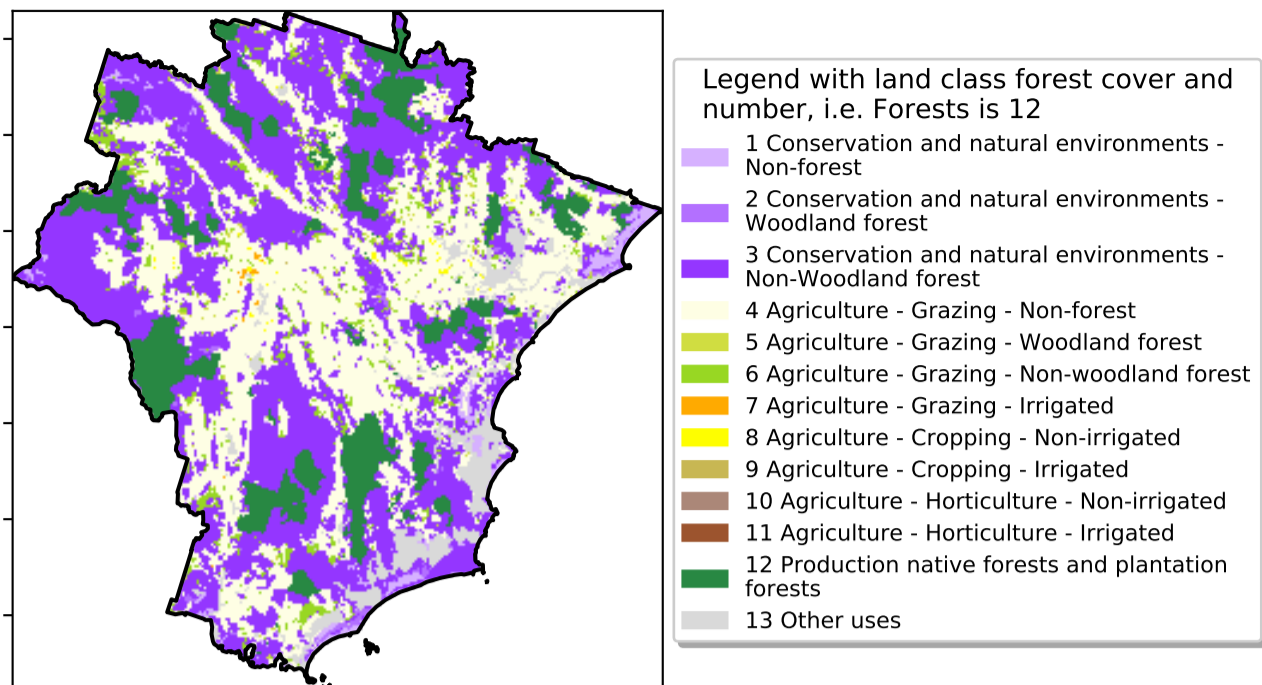 Legend with land class forest cover and
number, i.e. Forests is 12
1 Conservation and natural environments -
Non-forest
2 Conservation and natural environments -
Woodland forest
3 Conservation and natural environments -
Non-Woodland forest
4 Agriculture - Grazing - Non-forest
5 Agriculture - Grazing - Woodland forest
6 Agriculture - Grazing - Non-woodland forest
7 Agriculture - Grazing - Irrigated
8 Agriculture - Cropping - Non-irrigated
9 Agriculture - Cropping - Irrigated
10 Agriculture - Horticulture - Non-irrigated
11 Agriculture - Horticulture - Irrigated
12 Production native forests and plantation
forests
13 Other uses